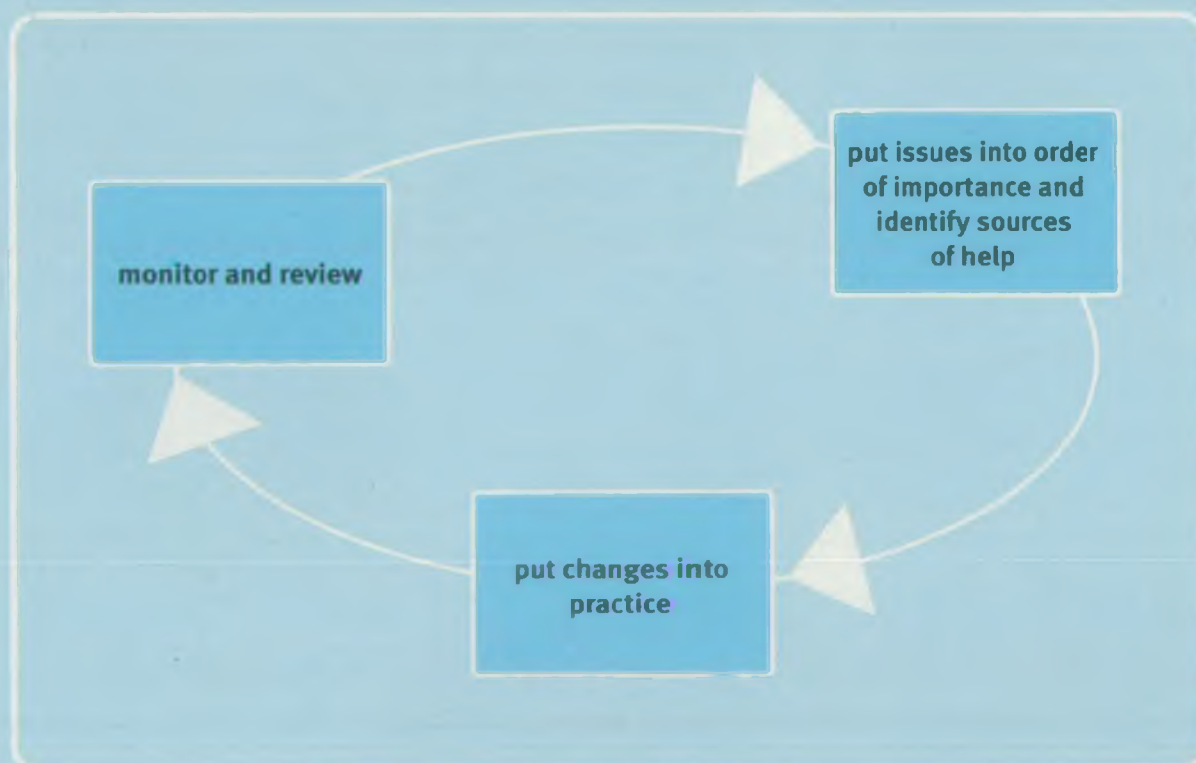 monitor and review
put issues into order
of importance and
identify sources
of help
put changes into
practice